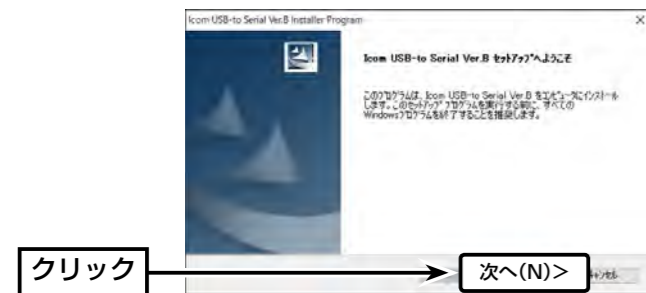 Icom USB-to Serial Ver.B Installer Program
Icom USB-to Serial Ver.B セットアップへようこそ
このプログラムは、Icom USB-to Serial Ver.B をコンピュータにインストール
します。このセットアップ プログラムを実行する前に、すべての
Windowsプログラムを終了することを推奨します。
クリック
次へ(N)>
キャンセル